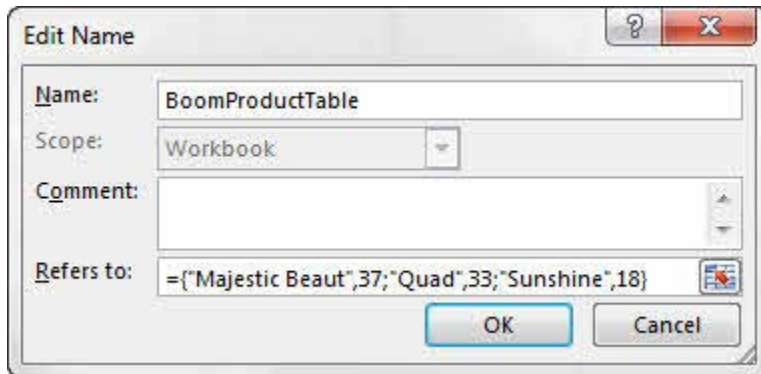 Edit Name
Name: BoomProductTable
Scope: Workbook
Comment:
Refers to: ={"Majestic Beaut",37;"Quad",33;"Sunshine",18}
OK Cancel